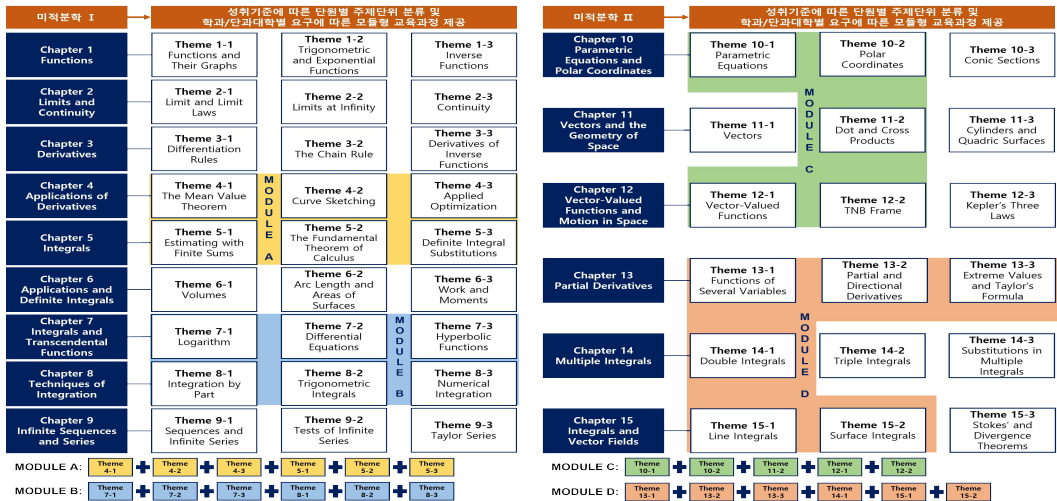 미적분학 I
성취기준에 따른 단원별 주제단위 분류 및
학과/단과대학별 요구에 따른 모듈형 교육과정 제공
Chapter 1
Functions
Theme 1-1
Functions and
Their Graphs
Theme 1-2
Trigonometric
and Exponential
Functions
Theme 1-3
Inverse
Functions
Chapter 2
Limits and
Continuity
Theme 2-1
Limit and Limit
Laws
Theme 2-2
Limits at Infinity
Theme 2-3
Continuity
Chapter 3
Derivatives
Theme 3-1
Differentiation
Rules
Theme 3-2
The Chain Rule
Theme 3-3
Derivatives of
Inverse
Functions
Chapter 4
Applications of
Derivatives
Theme 4-1
The Mean Value
Theorem
Theme 4-2
Curve Sketching
Theme 4-3
Applied
Optimization
MODULE A
Chapter 5
Integrals
Theme 5-1
Estimating with
Finite Sums
Theme 5-2
The Fundamental
Theorem of
Calculus
Theme 5-3
Definite Integral
Substitutions
Chapter 6
Applications and
Definite Integrals
Theme 6-1
Volumes
Theme 6-2
Arc Length and
Areas of
Surfaces
Theme 6-3
Work and
Moments
Chapter 7
Integrals and
Transcendental
Functions
Theme 7-1
Logarithm
Theme 7-2
Differential
Equations
Theme 7-3
Hyperbolic
Functions
MODULE B
Chapter 8
Techniques of
Integration
Theme 8-1
Integration by
Part
Theme 8-2
Trigonometric
Integrals
Theme 8-3
Numerical
Integration
Chapter 9
Infinite Sequences
and Series
Theme 9-1
Sequences and
Infinite Series
Theme 9-2
Tests of Infinite
Series
Theme 9-3
Taylor Series
MODULE A: Theme 4-1 + Theme 4-2 + Theme 4-3 + Theme 5-1 + Theme 5-2 + Theme 5-3
MODULE B: Theme 7-1 + Theme 7-2 + Theme 7-3 + Theme 8-1 + Theme 8-2 + Theme 8-3
미적분학 II
성취기준에 따른 단원별 주제단위 분류 및
학과/단과대학별 요구에 따른 모듈형 교육과정 제공
Chapter 10
Parametric
Equations and
Polar Coordinates
Theme 10-1
Parametric
Equations
Theme 10-2
Polar
Coordinates
Theme 10-3
Conic Sections
MODULE C
Chapter 11
Vectors and the
Geometry of
Space
Theme 11-1
Vectors
Theme 11-2
Dot and Cross
Products
Theme 11-3
Cylinders and
Quadric Surfaces
Chapter 12
Vector-Valued
Functions and
Motion in Space
Theme 12-1
Vector-Valued
Functions
Theme 12-2
TNB Frame
Theme 12-3
Kepler's Three
Laws
Chapter 13
Partial Derivatives
Theme 13-1
Functions of
Several Variables
Theme 13-2
Partial and
Directional
Derivatives
Theme 13-3
Extreme Values
and Taylor's
Formula
MODULE D
Chapter 14
Multiple Integrals
Theme 14-1
Double Integrals
Theme 14-2
Triple Integrals
Theme 14-3
Substitutions in
Multiple
Integrals
Chapter 15
Integrals and
Vector Fields
Theme 15-1
Line Integrals
Theme 15-2
Surface Integrals
Theme 15-3
Stokes' and
Divergence
Theorems
MODULE C: Theme 10-1 + Theme 10-2 + Theme 11-2 + Theme 12-1 + Theme 12-2
MODULE D: Theme 13-1 + Theme 13-2 + Theme 13-3 + Theme 14-1 + Theme 15-1 + Theme 15-2